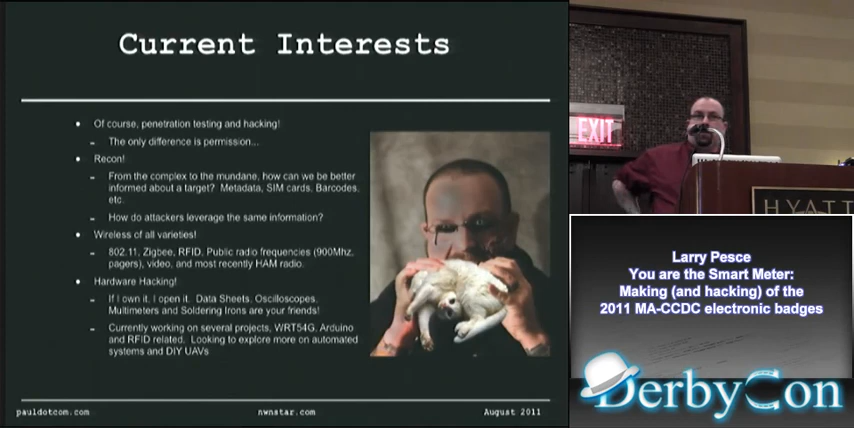 Current Interests
Of course, penetration testing and hacking!
The only difference is permission...
Recon!
From the complex to the mundane, how can we be better
informed about a target? Metadata, SIM cards, Barcodes,
etc.
How do attackers leverage the same information?
Wireless of all varieties!
802.11, Zigbee, RFID, Public radio frequencies (900Mhz,
pagers), video, and most recently HAM radio.
Hardware Hacking!
If I own it, I open it. Data Sheets, Oscilloscopes,
Multimeters and Soldering Irons are your friends!
Currently working on several projects, WRT54G, Arduino
and RFID related. Looking to explore more on automated
systems and DIY UAVs
pauldotcom.com
nwnstar.com
August 2011
EXIT
HYATT
Larry Pesce
You are the Smart Meter:
Making (and hacking) of the
2011 MA-CCDC electronic badges
DerbyCon